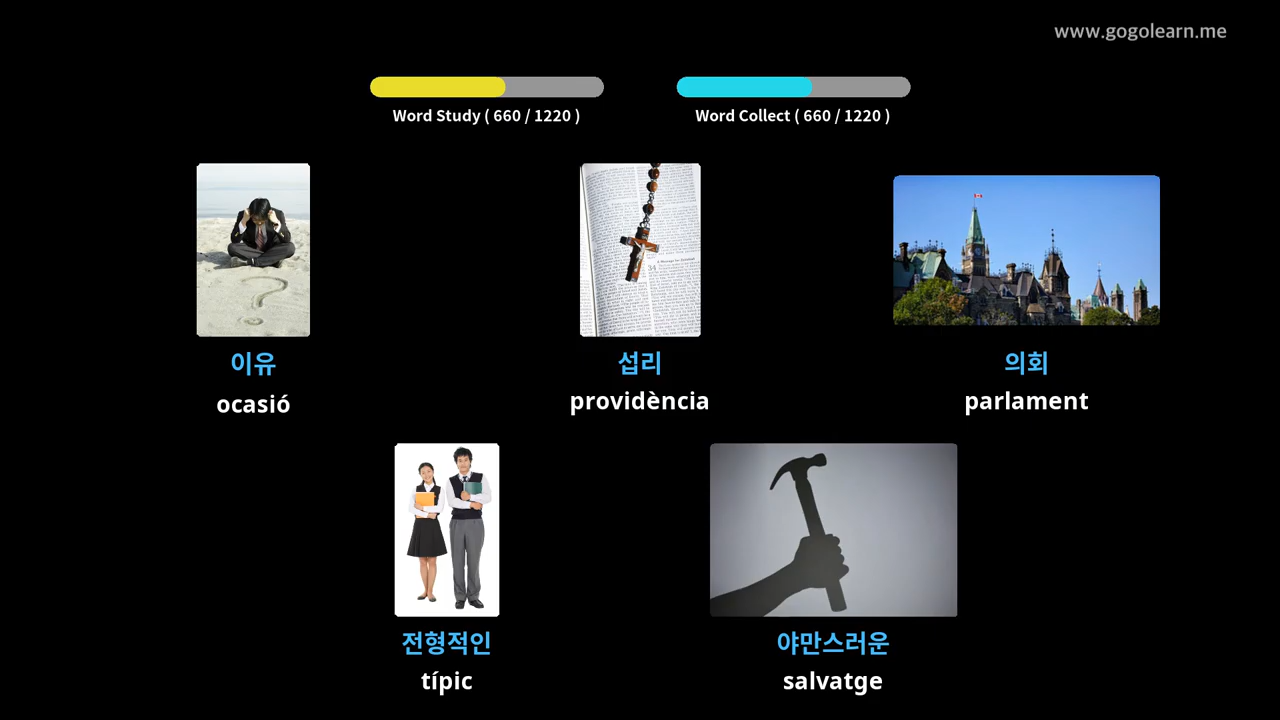 www.gogolearn.me
Word Study ( 660 / 1220 )
Word Collect ( 660 / 1220 )
이유
ocasió
섭리
providència
의회
parlament
전형적인
típic
야만스러운
salvatge